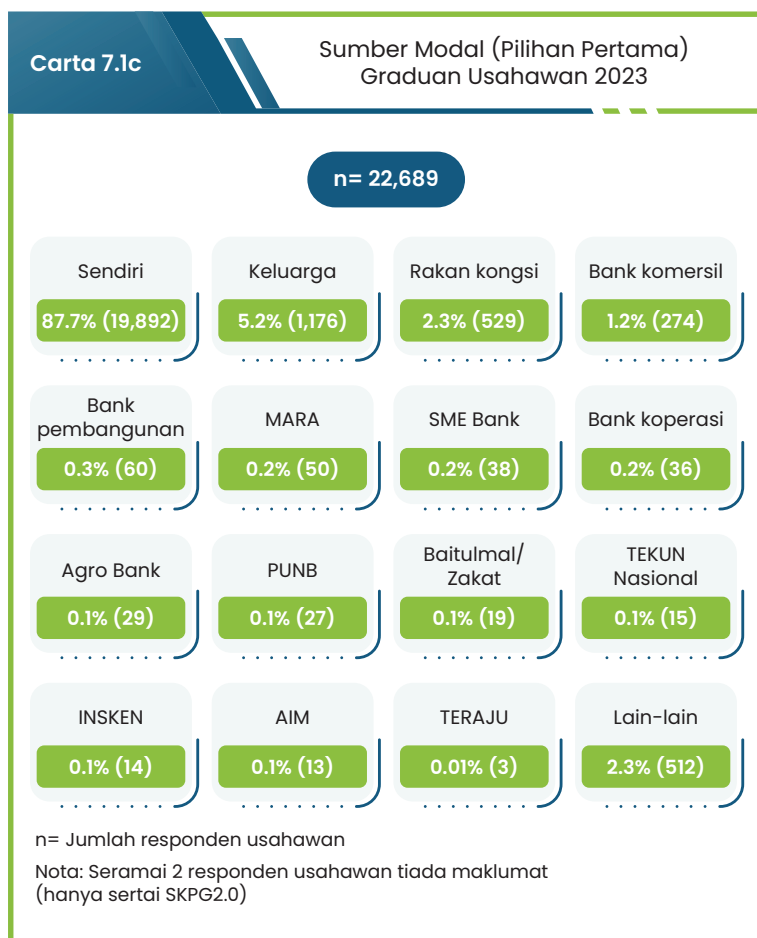 Carta 7.1c
Sumber Modal (Pilihan Pertama)
Graduan Usahawan 2023
n= 22,689
Sendiri
87.7% (19,892)
Keluarga
5.2% (1,176)
Rakan kongsi
2.3% (529)
Bank komersil
1.2% (274)
Bank
pembangunan
0.3% (60)
MARA
0.2% (50)
SME Bank
0.2% (38)
Bank koperasi
0.2% (36)
Agro Bank
0.1% (29)
PUNB
0.1% (27)
Baitulmal/
Zakat
0.1% (19)
TEKUN
Nasional
0.1% (15)
INSKEN
0.1% (14)
AIM
0.1% (13)
TERAJU
0.01% (3)
Lain-lain
2.3% (512)
n= Jumlah responden usahawan
Nota: Seramai 2 responden usahawan tiada maklumat
(hanya sertai SKPG2.0)